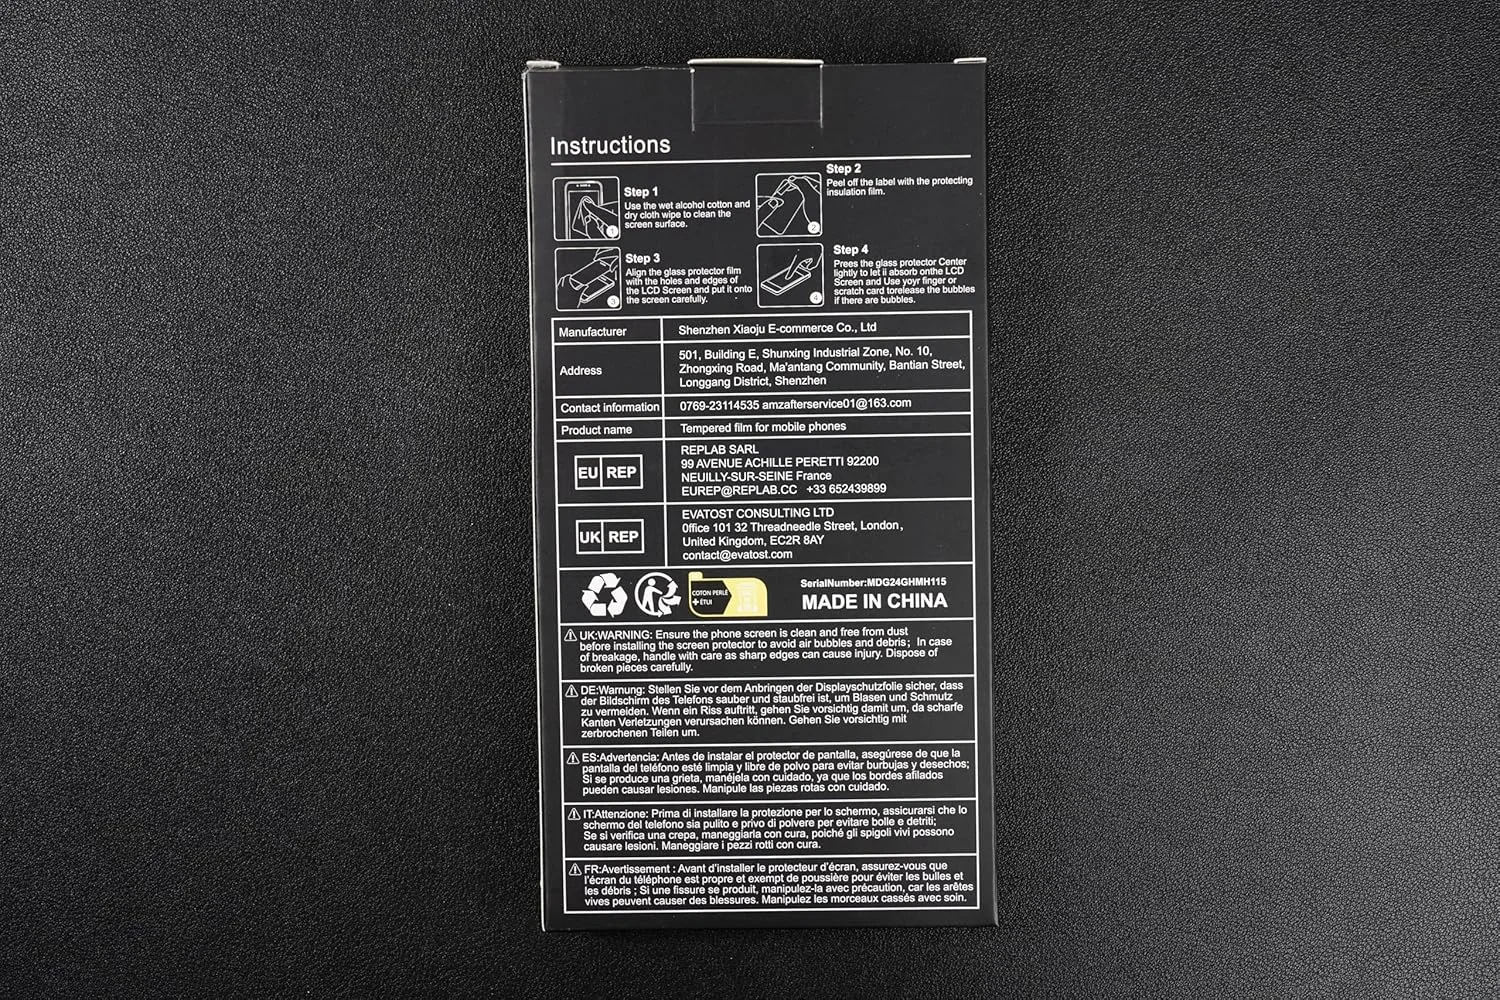 Instructions
Step 1
Use the wet alcohol cotton and
dry cloth wipe to clean the
screen surface.
1
Step 2
Peel off the label with the protecting
insulation film.
2
Step 3
Align the glass protector film
with the holes and edges of
the LCD Screen and put it onto
the screen carefully.
3
Step 4
Prees the glass protector Center
lightly to let ii absorb onthe LCD
Screen and Use yoır finger or
scratch card torelease the bubbles
if there are bubbles.
4
Manufacturer Shenzhen Xiaoju E-commerce Co., Ltd
Address
501, Building E, Shunxing Industrial Zone, No. 10,
Zhongxing Road, Ma'antang Community, Bantian Street,
Longgang District, Shenzhen
Contact information 0769-23114535 amzafterservice01@163.com
Product name Tempered film for mobile phones
EU REP
REPLAB SARL
99 AVENUE ACHILLE PERETTI 92200
NEUILLY-SUR-SEINE France
EUREP@REPLAB.CC +33 652439899
UK REP
EVATOST CONSULTING LTD
0ffice 101 32 Threadneedle Street, London,
United Kingdom, EC2R 8AY
contact@evatost.com
COTON PERLÉ
+ ÉTUI
SerialNumber:MDG24GHMH115
MADE IN CHINA
UK:WARNING: Ensure the phone screen is clean and free from dust
before installing the screen protector to avoid air bubbles and debris; In case
of breakage, handle with care as sharp edges can cause injury. Dispose of
broken pieces carefully.
DE:Warnung: Stellen Sie vor dem Anbringen der Displayschutzfolie sicher, dass
der Bildschirm des Telefons sauber und staubfrei ist, um Blasen und Schmutz
zu vermeiden. Wenn ein Riss auftritt, gehen Sie vorsichtig damit um, da scharfe
Kanten Verletzungen verursachen können. Gehen Sie vorsichtig mit
zerbrochenen Teilen um.
ES:Advertencia: Antes de instalar el protector de pantalla, asegúrese de que la
pantalla del teléfono esté limpia y libre de polvo para evitar burbujas y desechos;
Si se produce una grieta, manéjela con cuidado, ya que los bordes afilados
pueden causar lesiones. Manipule las piezas rotas con cuidado.
IT:Attenzione: Prima di installare la protezione per lo schermo, assicurarsi che lo
schermo del telefono sia pulito e privo di polvere per evitare bolle e detriti;
Se si verifica una crepa, maneggiarla con cura, poiché gli spigoli vivi possono
causare lesioni. Maneggiare i pezzi rotti con cura.
FR:Avertissement : Avant d'installer le protecteur d'écran, assurez-vous que
l'écran du téléphone est propre et exempt de poussière pour éviter les bulles et
les débris ; Si une fissure se produit, manipulez-la avec précaution, car les arêtes
vives peuvent causer des blessures. Manipulez les morceaux cassés avec soin.